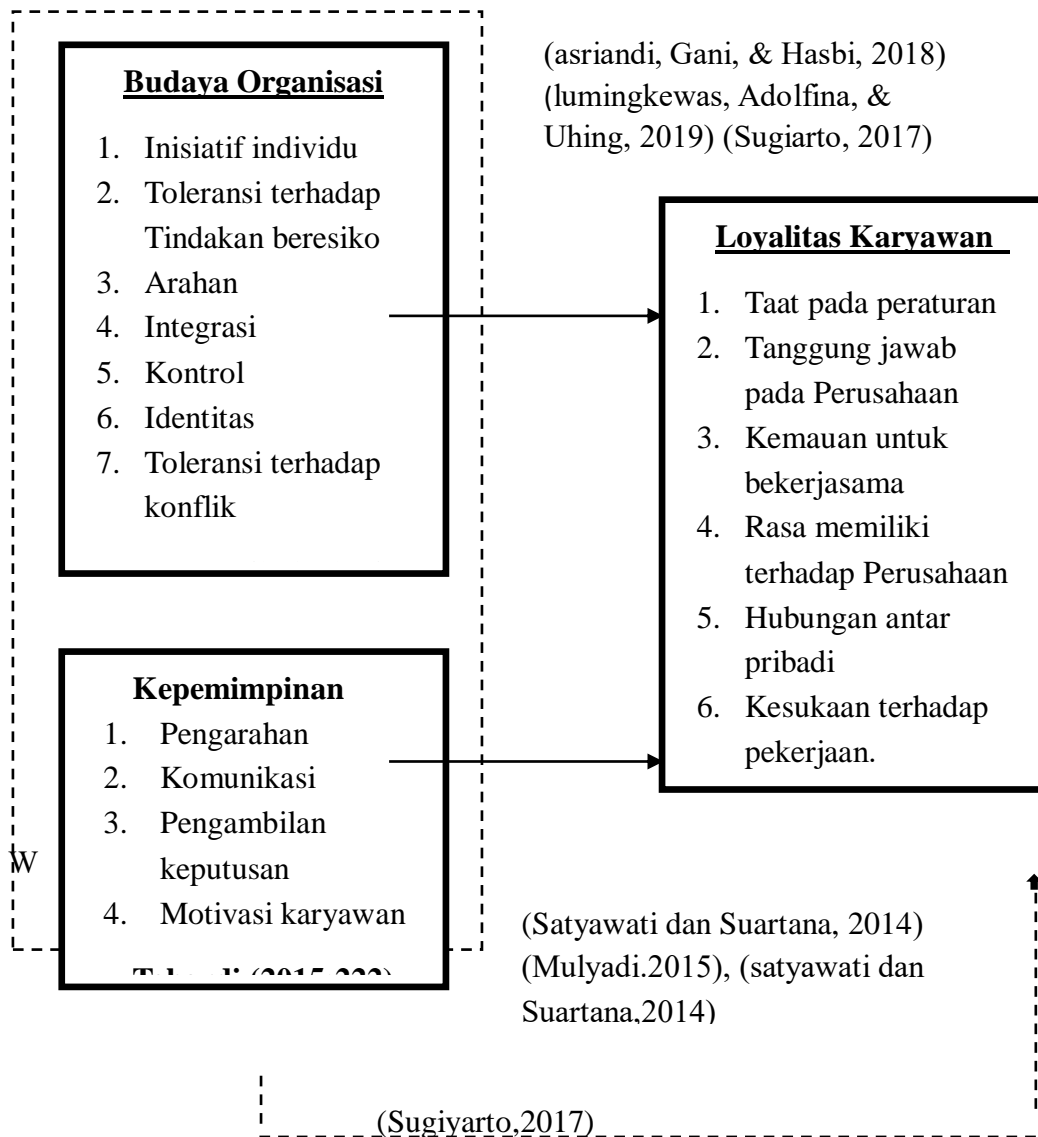 Budaya Organisasi
1. Inisiatif individu
2. Toleransi terhadap
Tindakan beresiko
3. Arahan
4. Integrasi
5. Kontrol
6. Identitas
7. Toleransi terhadap
konflik
(asriandi, Gani, & Hasbi, 2018)
(lumingkewas, Adolfina, &
Uhing, 2019) (Sugiarto, 2017)
Loyalitas Karyawan
1. Taat pada peraturan
2. Tanggung jawab
pada Perusahaan
3. Kemauan untuk
bekerjasama
4. Rasa memiliki
terhadap Perusahaan
5. Hubungan antar
pribadi
6. Kesukaan terhadap
pekerjaan.
Kepemimpinan
1. Pengarahan
2. Komunikasi
3. Pengambilan
keputusan
4. Motivasi karyawan
W
(Satyawati dan Suartana, 2014)
(Mulyadi.2015), (satyawati dan
Suartana,2014)
(Sugiyarto,2017)